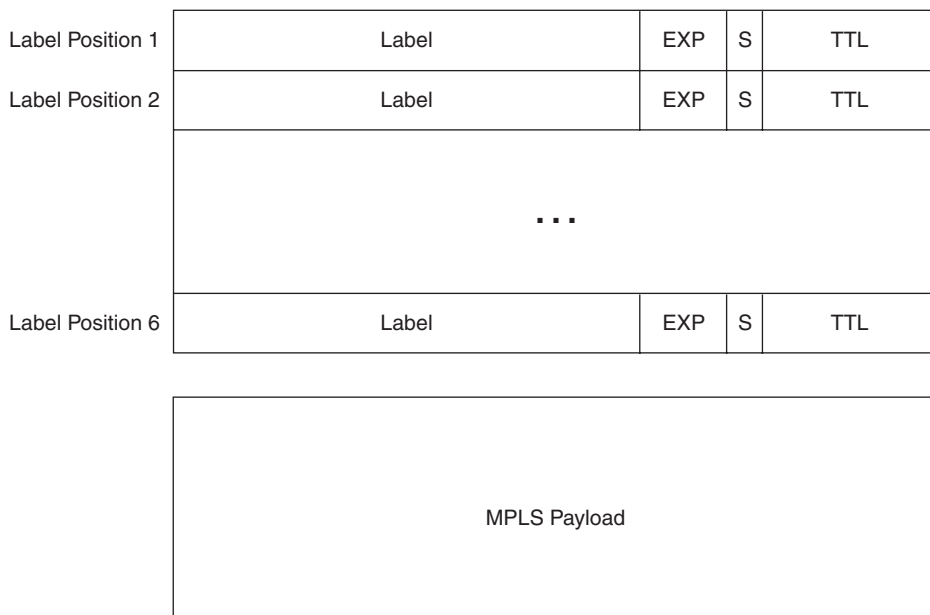 Label Position 1 Label EXP S TTL
Label Position 2 Label EXP S TTL
...
Label Position 6 Label EXP S TTL
MPLS Payload